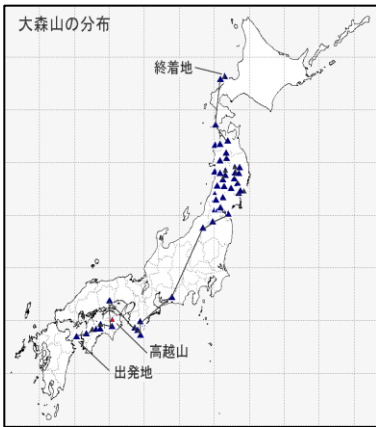 大森山の分布
終着地
高越山
出発地